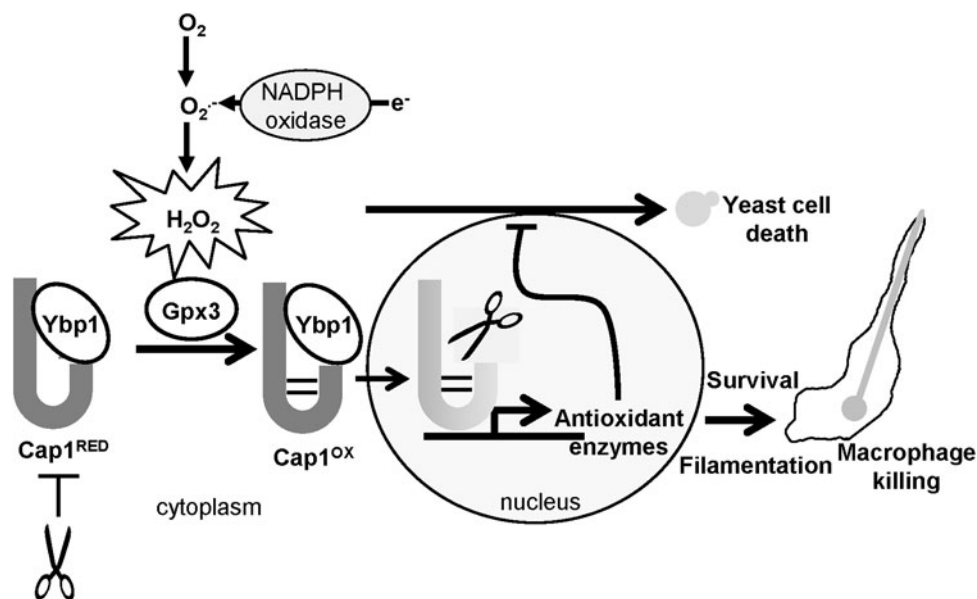 O₂
O₂·-
NADPH
oxidase
e-
H₂O₂
Gpx3
Ybp1
Ybp1
Yeast cell
death
Cap1RED
Cap1OX
Antioxidant
enzymes
Survival
Filamentation
Macrophage
killing
cytoplasm
nucleus